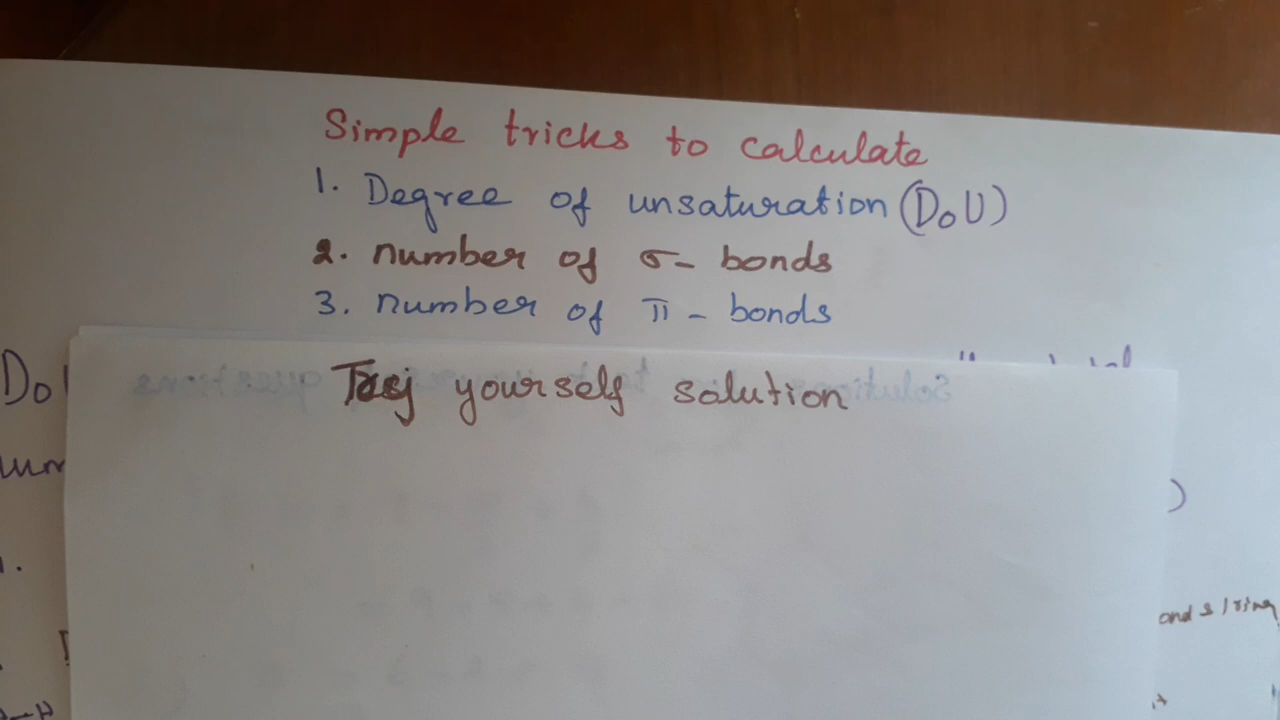 Simple tricks to calculate
1. Degree of unsaturation (DoU)
2. number of σ- bonds
3. number of π - bonds
yourself solution
)